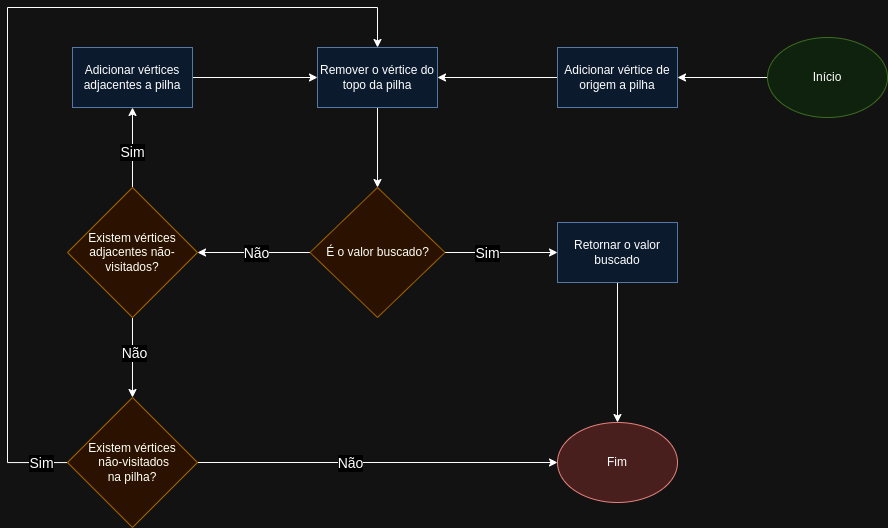 Adicionar vértices
adjacentes a pilha
Remover o vértice do
topo da pilha
Adicionar vértice de
origem a pilha
Início
Sim
Existem vértices
adjacentes não-
visitados?
Não
É o valor buscado?
Sim
Retornar o valor
buscado
Não
Sim
Existem vértices
não-visitados
na pilha?
Não
Fim